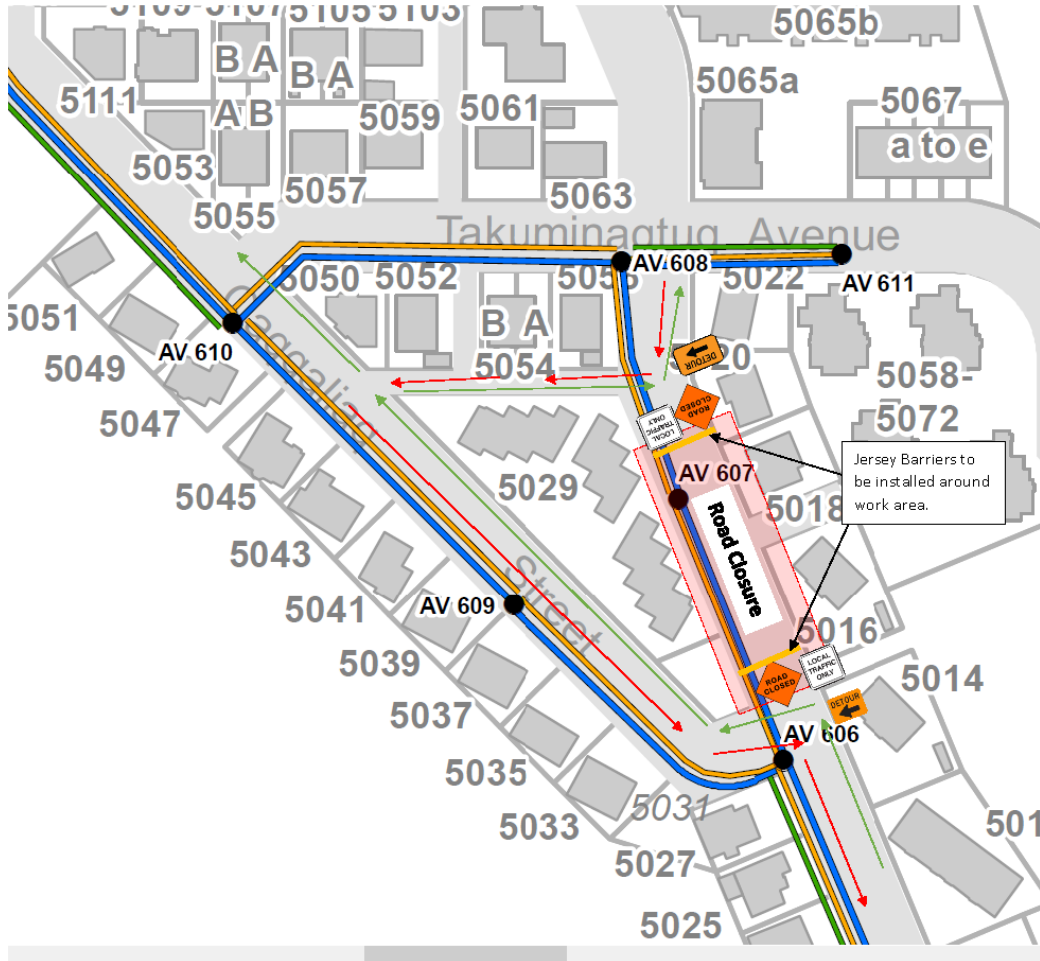 5109
5107
5105
5103
5065b
B A
B A
5065a
5111
A B
5059
5061
5067
a to e
5053
5057
5063
5055
Takuminagtug Avenue
5050
5052
5022
AV 608
AV 611
5051
5049
5047
AV 610
B A
5054
DETOUR
5058-
5072
ROAD
CLOSED
LOCAL
TRAFFIC
ONLY
Jersey Barriers to
be installed around
work area.
AV 607
5029
5018
5045
5043
5041
5039
5037
5035
5033
5031
5027
5025
Road Closure
Street
AV 609
5016
LOCAL
TRAFFIC
ONLY
ROAD
CLOSED
DETOUR
5014
AV 606
501